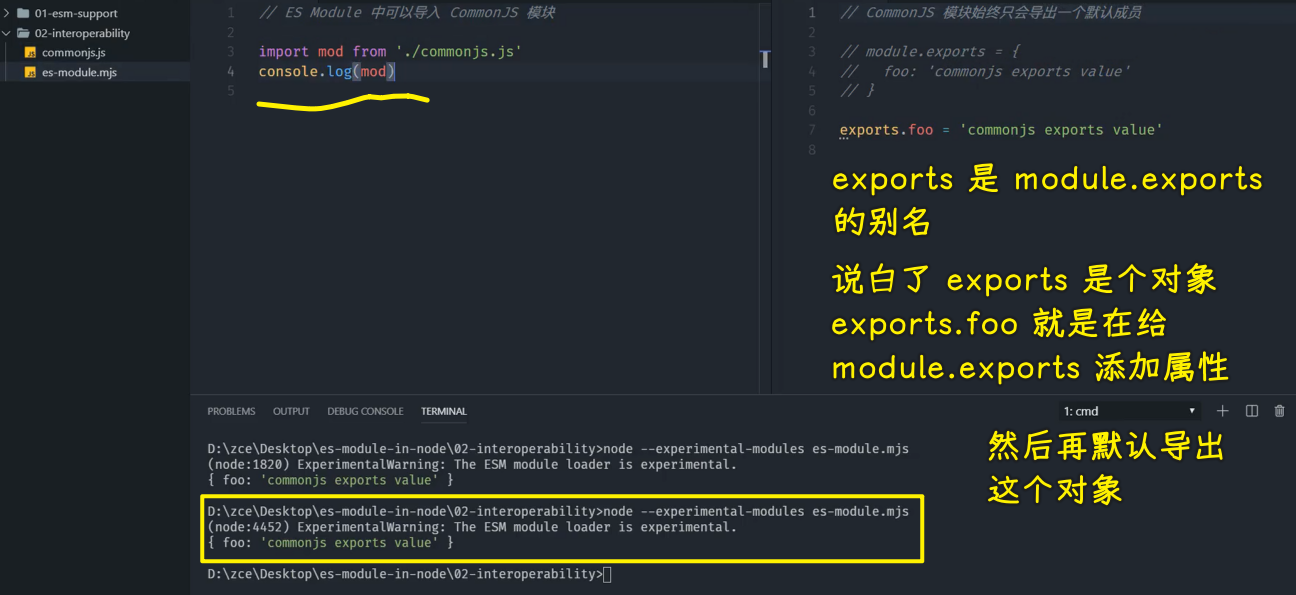 01-esm-support
02-interoperability
commonjs.js
es-module.mjs
1 // ES Module 中可以导入 CommonJS 模块
2
3 import mod from './commonjs.js'
4 console.log(mod)
5
1 // CommonJS 模块始终只会导出一个默认成员
2
3 // module.exports = {
4 //   foo: 'commonjs exports value'
5 // }
6
7 exports.foo = 'commonjs exports value'
8
exports 是 module.exports
的别名
说白了 exports 是个对象
exports.foo 就是在给
module.exports 添加属性
PROBLEMS OUTPUT DEBUG CONSOLE TERMINAL 1: cmd
D:\zce\Desktop\es-module-in-node\02-interoperability>node --experimental-modules es-module.mjs
(node:1820) ExperimentalWarning: The ESM module loader is experimental.
{ foo: 'commonjs exports value' }
D:\zce\Desktop\es-module-in-node\02-interoperability>node --experimental-modules es-module.mjs
(node:4452) ExperimentalWarning: The ESM module loader is experimental.
{ foo: 'commonjs exports value' }
D:\zce\Desktop\es-module-in-node\02-interoperability>
然后再默认导出
这个对象